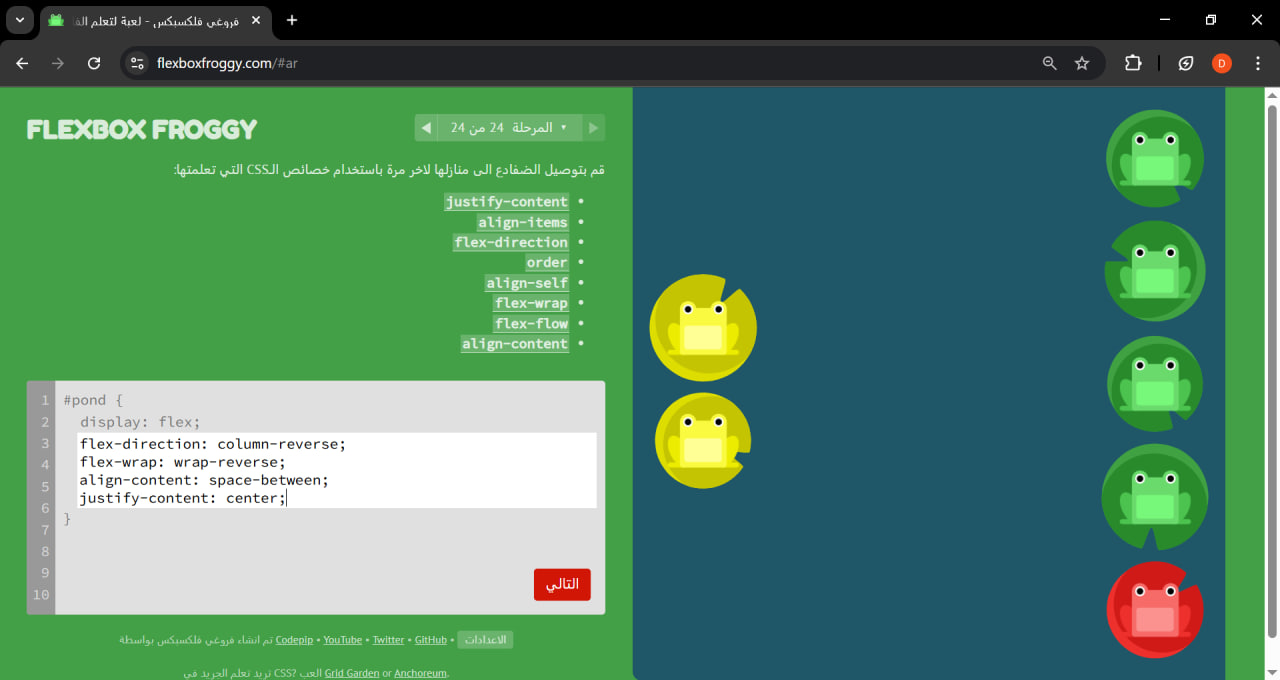 فروغي فلكسبكس - لعبة لتعلم
flexboxfroggy.com/#ar
D
FLEXBOX FROGGY
المرحلة 24 من 24
قم بتوصيل الضفادع الى منازلها لاخر مرة باستخدام خصائص الـCSS التي تعلمتها:
• justify-content
• align-items
• flex-direction
• order
• align-self
• flex-wrap
• flex-flow
• align-content
1 #pond {
2 display: flex;
3 flex-direction: column-reverse;
4 flex-wrap: wrap-reverse;
5 align-content: space-between;
6 justify-content: center;
7 }
8
9
10
التالي
تم انشاء فروغي فلكسبكس بواسطة Codepip • YouTube • Twitter • GitHub • الاعدادات
تريد تعلم الجريد في CSS? العب Grid Garden or Anchoreum.